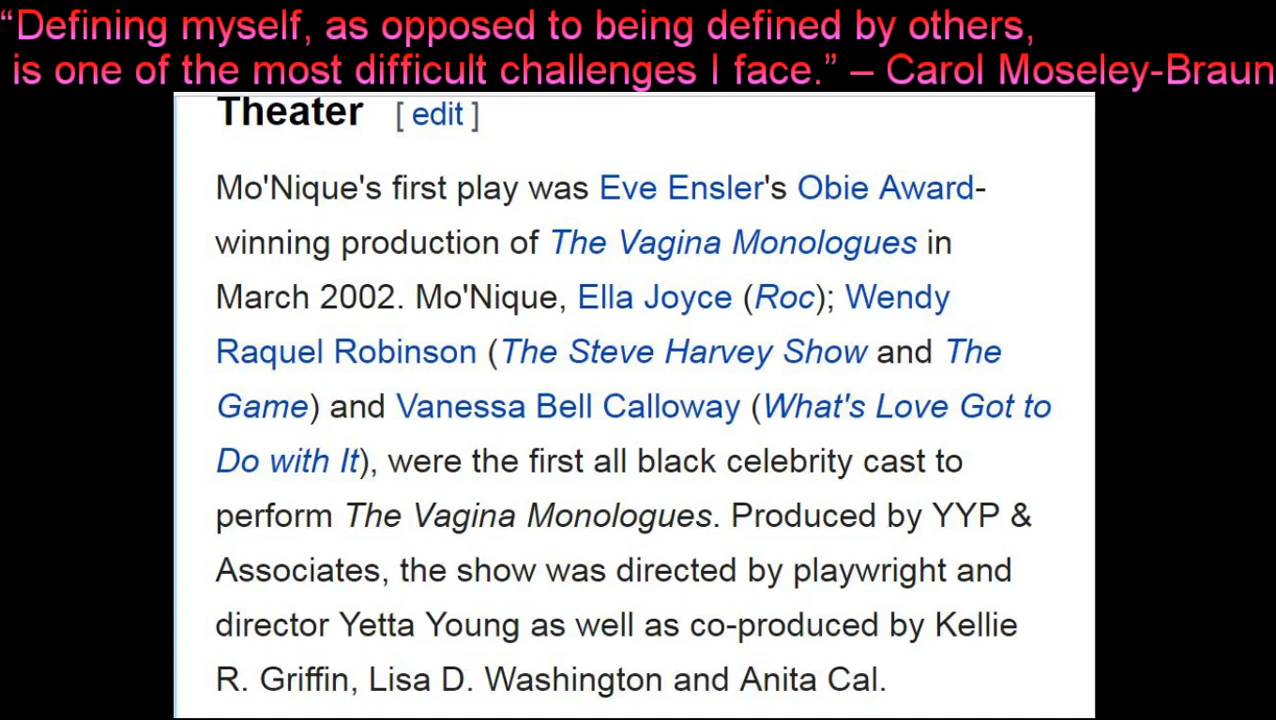 “Defining myself, as opposed to being defined by others,
is one of the most difficult challenges I face.” – Carol Moseley-Braun
Theater [ edit ]
Mo'Nique's first play was Eve Ensler's Obie Award-
winning production of The Vagina Monologues in
March 2002. Mo'Nique, Ella Joyce (Roc); Wendy
Raquel Robinson (The Steve Harvey Show and The
Game) and Vanessa Bell Calloway (What's Love Got to
Do with It), were the first all black celebrity cast to
perform The Vagina Monologues. Produced by YYP &
Associates, the show was directed by playwright and
director Yetta Young as well as co-produced by Kellie
R. Griffin, Lisa D. Washington and Anita Cal.